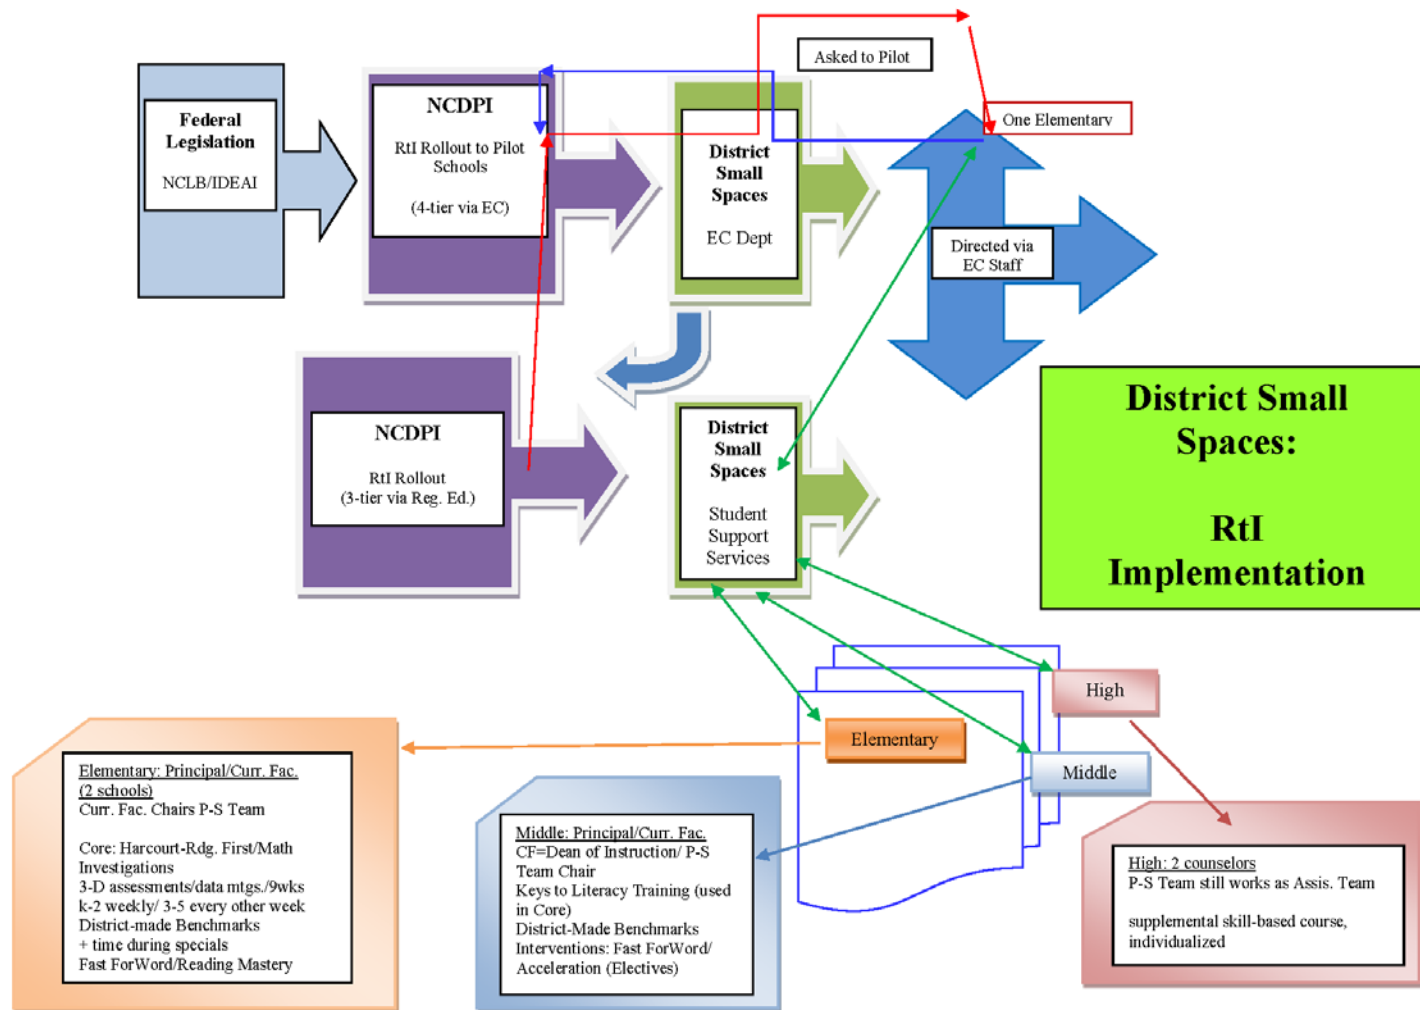 Asked to Pilot
Federal
Legislation
NCLB/IDEAI
NCDPI
RtI Rollout to Pilot
Schools
(4-tier via EC)
District
Small
Spaces
EC Dept
One Elementary
Directed via
EC Staff
NCDPI
RtI Rollout
(3-tier via Reg. Ed.)
District
Small
Spaces
Student
Support
Services
District Small
Spaces:
RtI
Implementation
High
Elementary
Middle
Elementary: Principal/Curr. Fac.
(2 schools)
Curr. Fac. Chairs P-S Team
Core: Harcourt-Rdg. First/Math
Investigations
3-D assessments/data mtgs./9wks
k-2 weekly/ 3-5 every other week
District-made Benchmarks
+ time during specials
Fast ForWord/Reading Mastery
Middle: Principal/Curr. Fac.
CF=Dean of Instruction/ P-S
Team Chair
Keys to Literacy Training (used
in Core)
District-Made Benchmarks
Interventions: Fast ForWord/
Acceleration (Electives)
High: 2 counselors
P-S Team still works as Assis. Team
supplemental skill-based course,
individualized